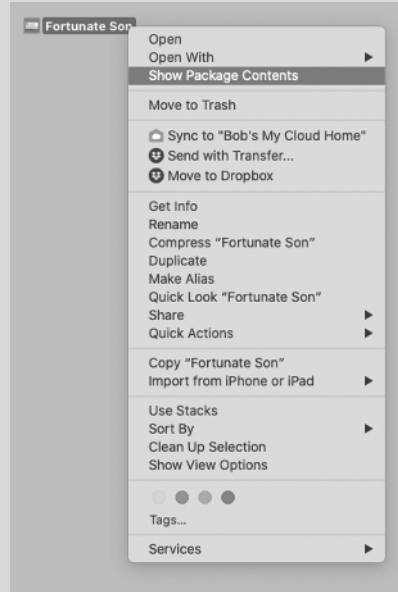 Fortunate Son
Open
Open With
Show Package Contents
Move to Trash
Sync to "Bob's My Cloud Home"
Send with Transfer...
Move to Dropbox
Get Info
Rename
Compress “Fortunate Son”
Duplicate
Make Alias
Quick Look “Fortunate Son”
Share
Quick Actions
Copy “Fortunate Son”
Import from iPhone or iPad
Use Stacks
Sort By
Clean Up Selection
Show View Options
Tags...
Services